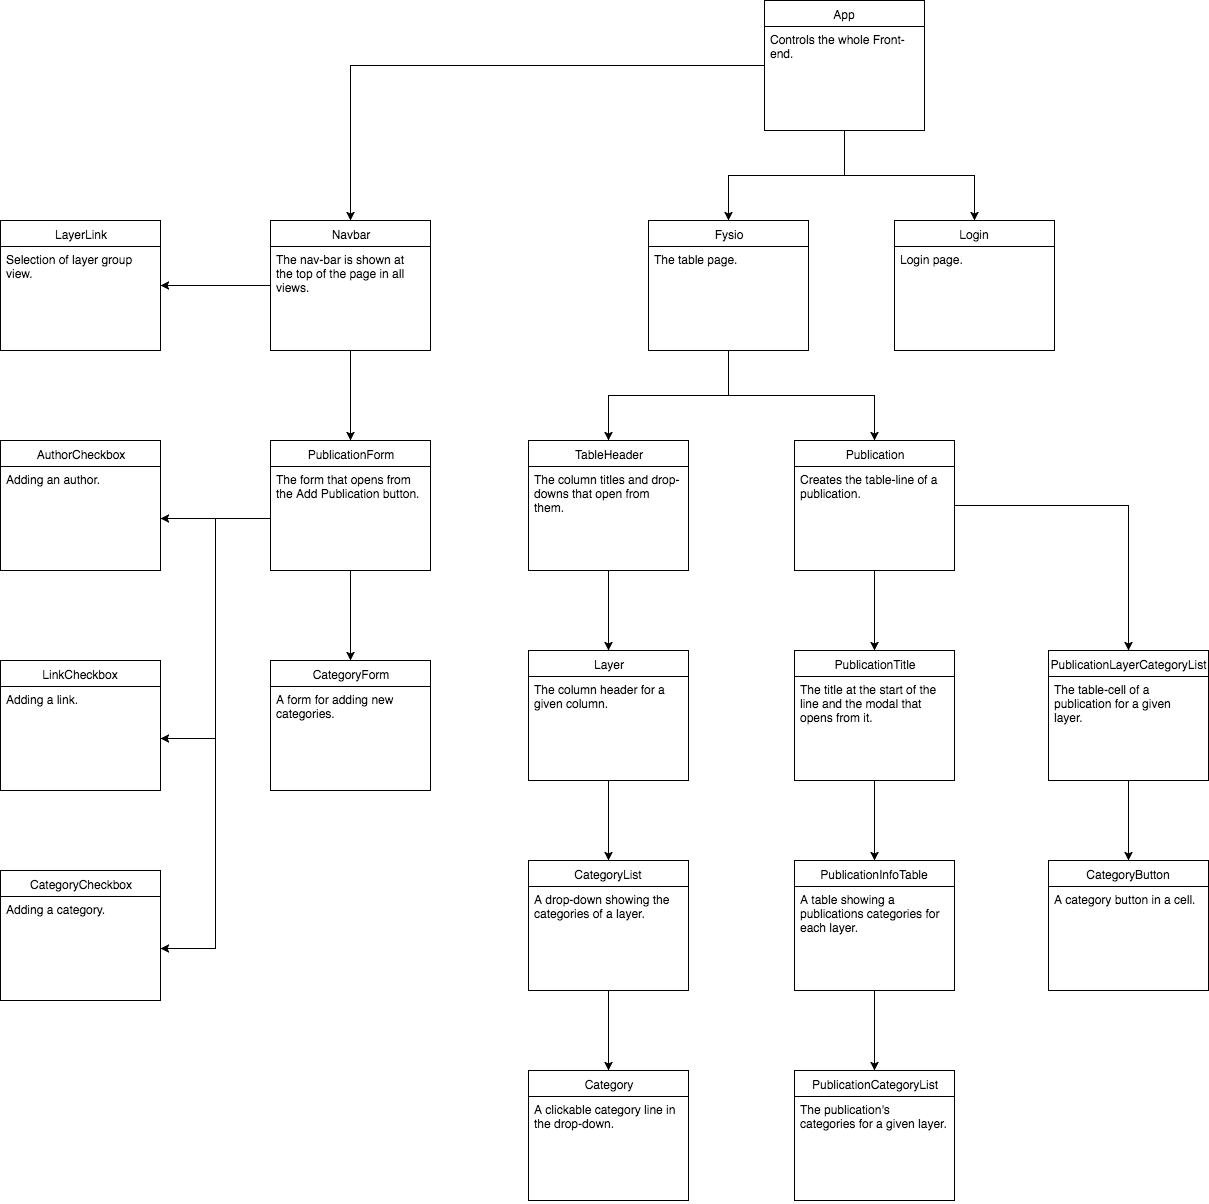 App
Controls the whole Front-
end.
LayerLink
Selection of layer group
view.
Navbar
The nav-bar is shown at
the top of the page in all
views.
Fysio
The table page.
Login
Login page.
AuthorCheckbox
Adding an author.
PublicationForm
The form that opens from
the Add Publication button.
TableHeader
The column titles and drop-
downs that open from
them.
Publication
Creates the table-line of a
publication.
LinkCheckbox
Adding a link.
CategoryForm
A form for adding new
categories.
Layer
The column header for a
given column.
PublicationTitle
The title at the start of the
line and the modal that
opens from it.
PublicationLayerCategoryList
The table-cell of a
publication for a given
layer.
CategoryCheckbox
Adding a category.
CategoryList
A drop-down showing the
categories of a layer.
PublicationInfoTable
A table showing a
publications categories for
each layer.
CategoryButton
A category button in a cell.
Category
A clickable category line in
the drop-down.
PublicationCategoryList
The publication's
categories for a given layer.